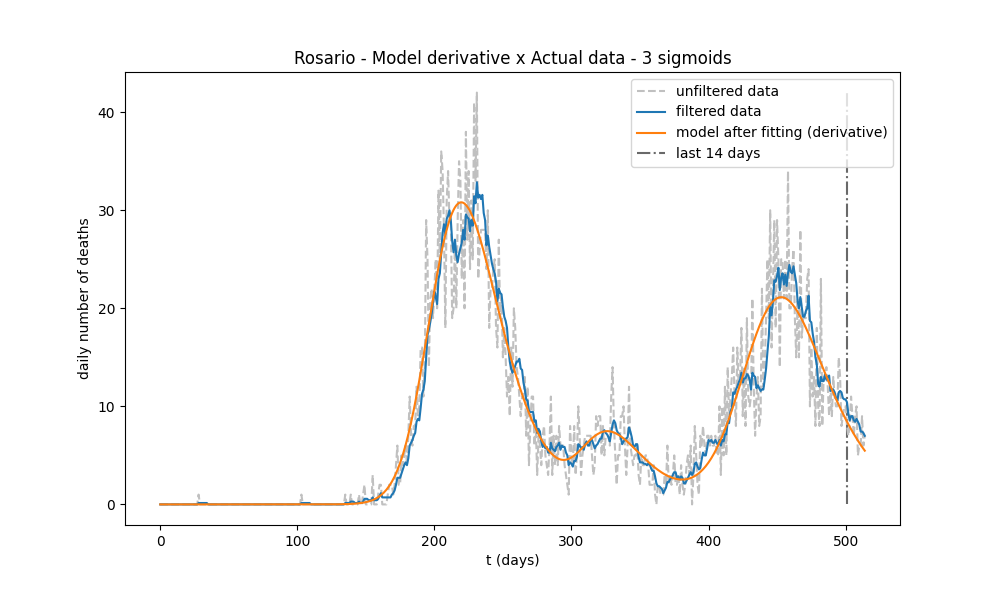 Rosario - Model derivative x Actual data - 3 sigmoids
unfiltered data
filtered data
model after fitting (derivative)
last 14 days
daily number of deaths
40
30
20
10
0
0 100 200 300 400 500
t (days)